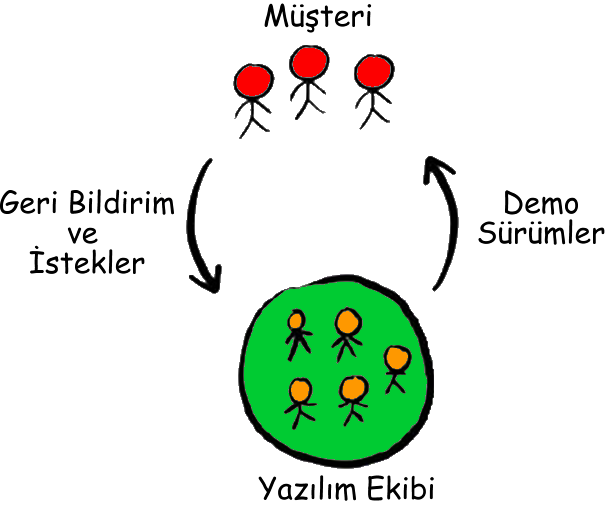 Müşteri
Geri Bildirim
ve
İstekler
Demo
Sürümler
Yazılım Ekibi